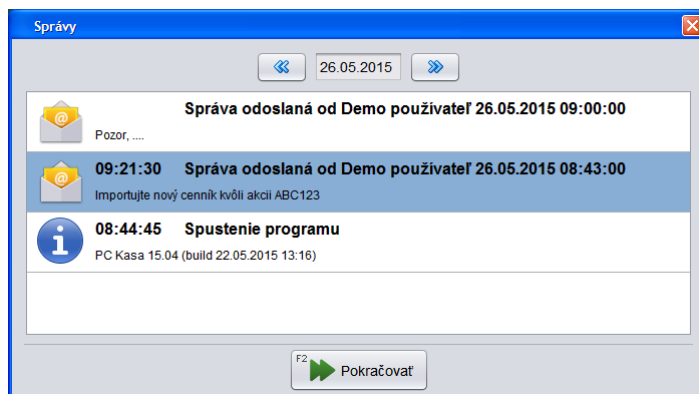 Správy
26.05.2015
Správa odoslaná od Demo používateľ 26.05.2015 09:00:00
Pozor, ....
09:21:30 Správa odoslaná od Demo používateľ 26.05.2015 08:43:00
Importujte nový cenník kvôli akcii ABC123
08:44:45 Spustenie programu
PC Kasa 15.04 (build 22.05.2015 13:16)
F2 Pokračovať